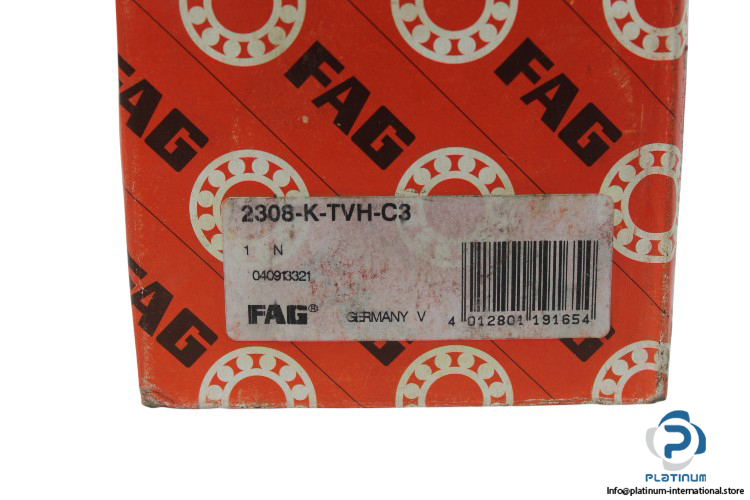 FAG
FAG
FAG
FAG
FAG
2308-K-TVH-C3
1 N
040913321
FAG® GERMANY V
4 012801 191654
PLATINUM
Info@platinum-international.store